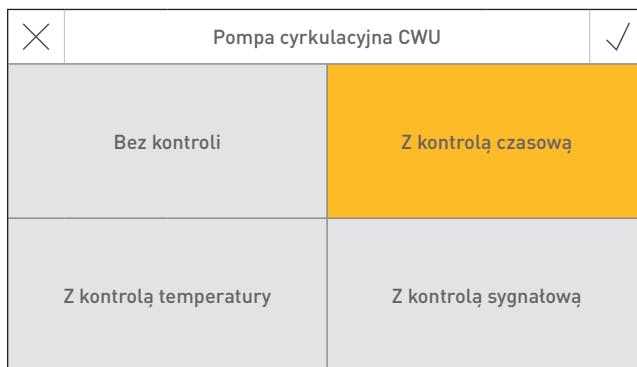 Pompa cyrkulacyjna CWU
Bez kontroli
Z kontrolą czasową
Z kontrolą temperatury
Z kontrolą sygnałową